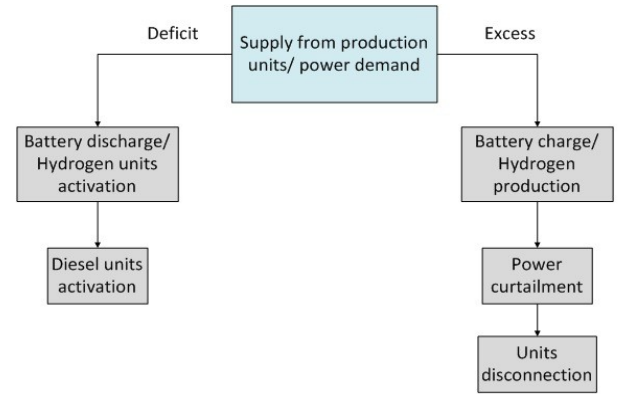 Deficit
Supply from production
units/ power demand
Excess
Battery discharge/
Hydrogen units
activation
Battery charge/
Hydrogen
production
Diesel units
activation
Power
curtailment
Units
disconnection